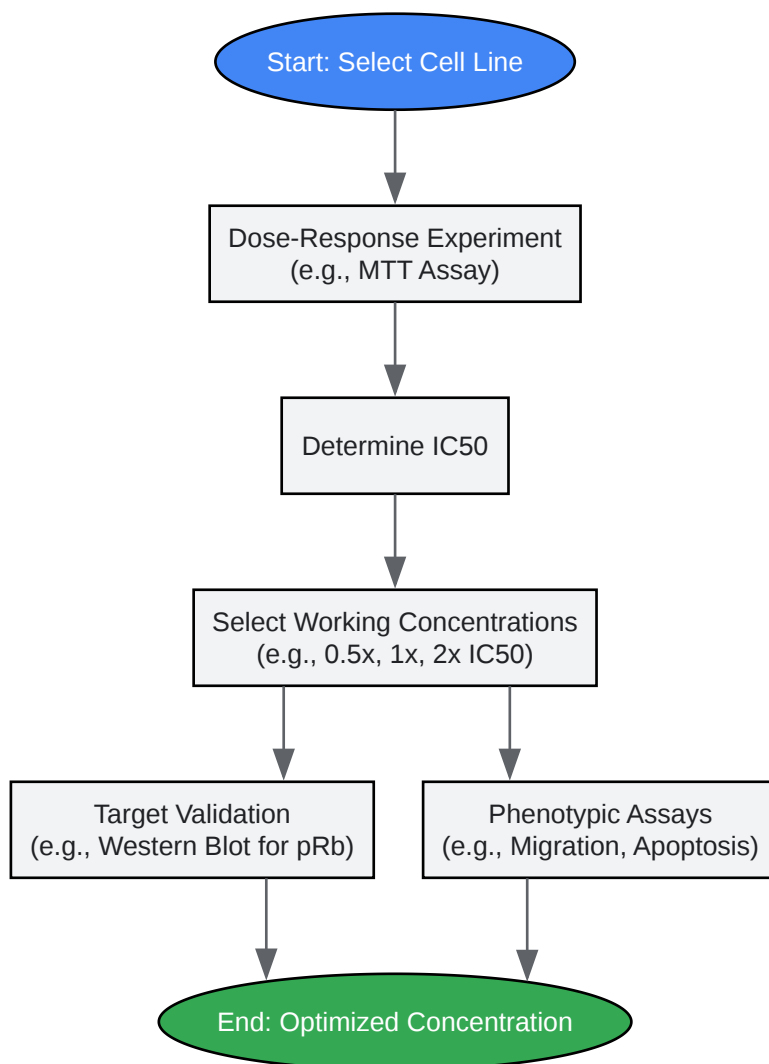 Start: Select Cell Line
Dose-Response Experiment
(e.g., MTT Assay)
Determine IC50
Select Working Concentrations
(e.g., 0.5x, 1x, 2x IC50)
Target Validation
(e.g., Western Blot for pRb)
Phenotypic Assays
(e.g., Migration, Apoptosis)
End: Optimized Concentration